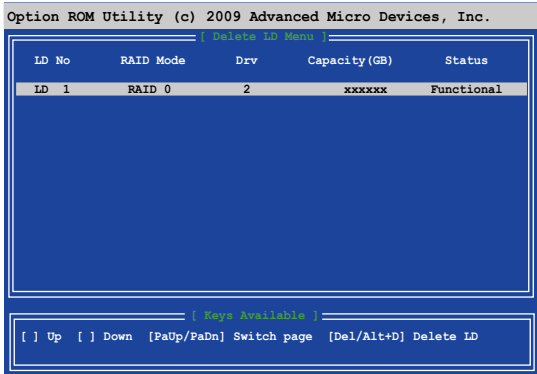 Option ROM Utility (c) 2009 Advanced Micro Devices, Inc.
[ Delete LD Menu ]
LD No RAID Mode Drv Capacity(GB) Status
LD 1 RAID 0 2 xxxxxx Functional
[ Keys Available ]
[ ] Up [ ] Down [PaUp/PaDn] Switch page [Del/Alt+D] Delete LD